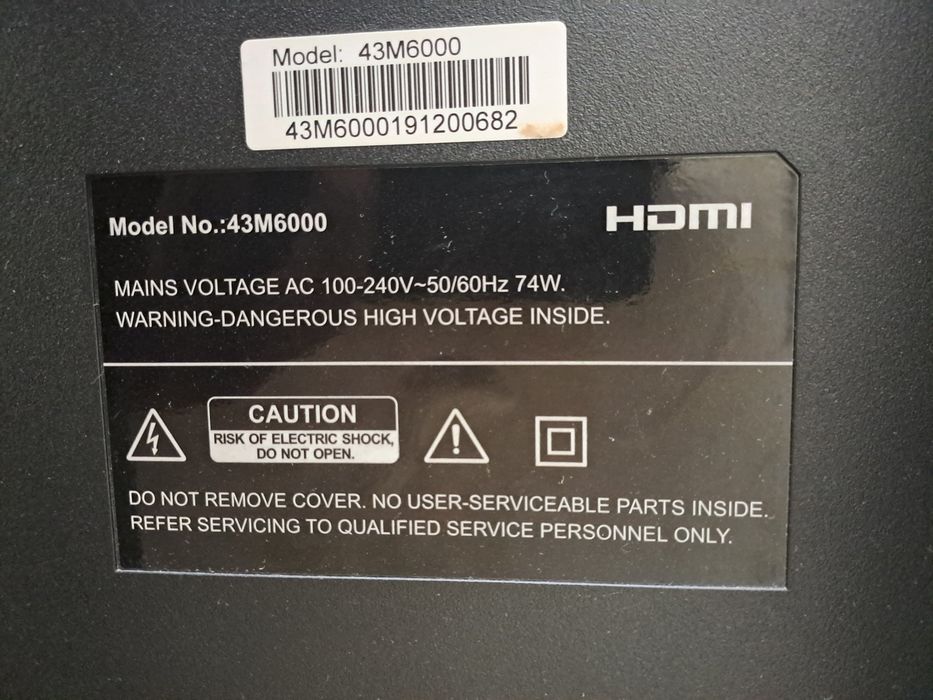 Model: 43M6000
43M6000191200682
Model No.:43M6000
HDMI
MAINS VOLTAGE AC 100-240V~50/60Hz 74W.
WARNING-DANGEROUS HIGH VOLTAGE INSIDE.
CAUTION
RISK OF ELECTRIC SHOCK,
DO NOT OPEN.
DO NOT REMOVE COVER. NO USER-SERVICEABLE PARTS INSIDE.
REFER SERVICING TO QUALIFIED SERVICE PERSONNEL ONLY.